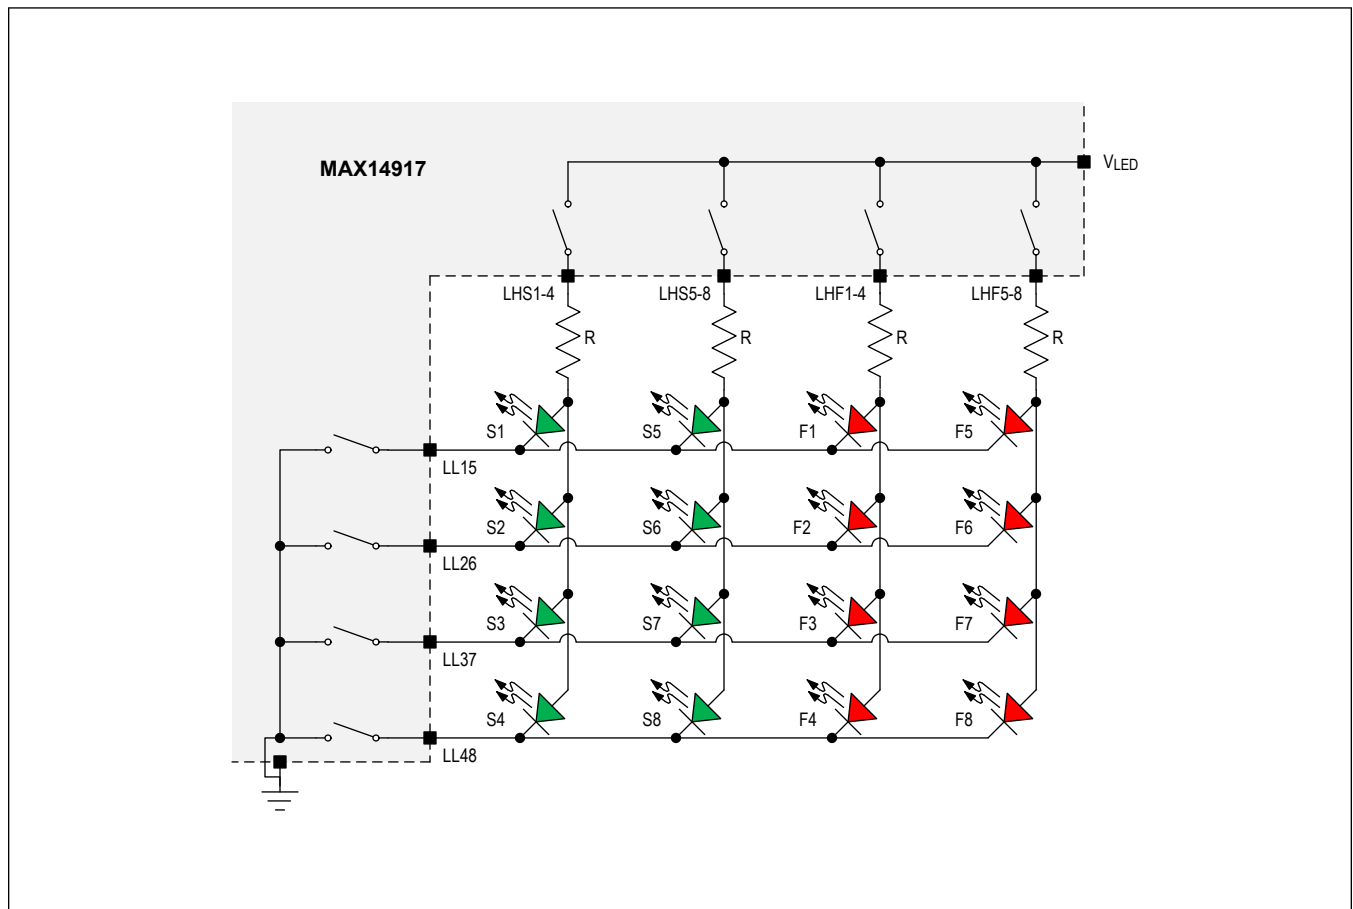 MAX14917
VLED
LHS1-4 LHS5-8 LHF1-4 LHF5-8
R R R R
S1 S5 F1 F5
LL15
S2 S6 F2 F6
LL26
S3 S7 F3 F7
LL37
S4 S8 F4 F8
LL48